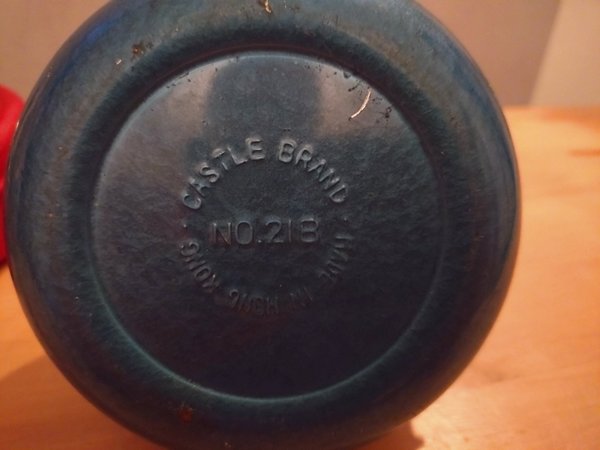 CASTLE BRAND
NO.218
MADE IN HONG KONG